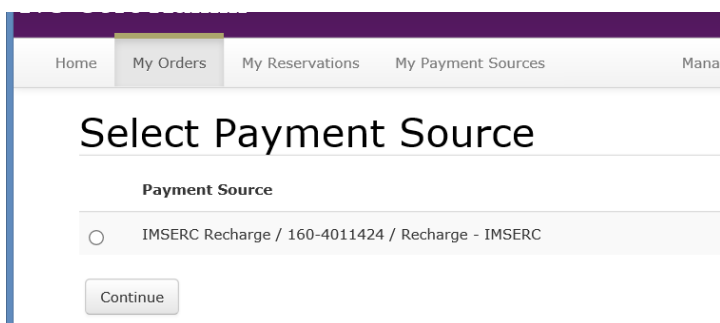 Home My Orders My Reservations My Payment Sources Mana
Select Payment Source
Payment Source
IMSERC Recharge / 160-4011424 / Recharge - IMSERC
Continue